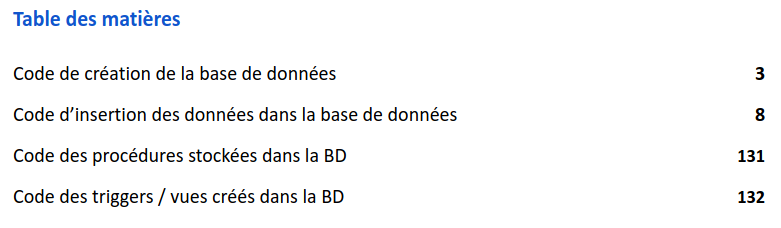 Table des matières
Code de création de la base de données 3
Code d’insertion des données dans la base de données 8
Code des procédures stockées dans la BD 131
Code des triggers / vues créés dans la BD 132